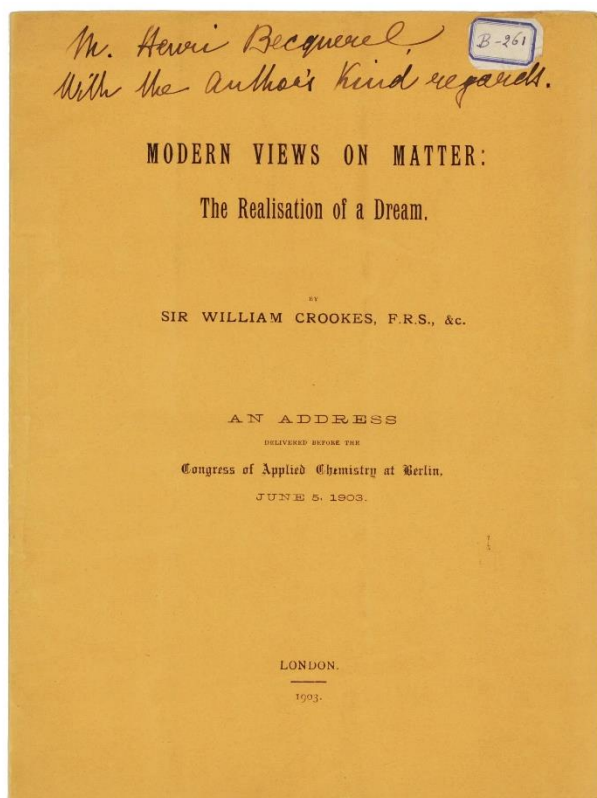 M. Henri Becquerel.
With the Author's Kind regards.
B-261
MODERN VIEWS ON MATTER:
The Realisation of a Dream.
BY
SIR WILLIAM CROOKES, F.R.S., &c.
AN ADDRESS
DELIVERED BEFORE THE
Congress of Applied Chemistry at Berlin,
JUNE 5, 1903.
LONDON.
1903.